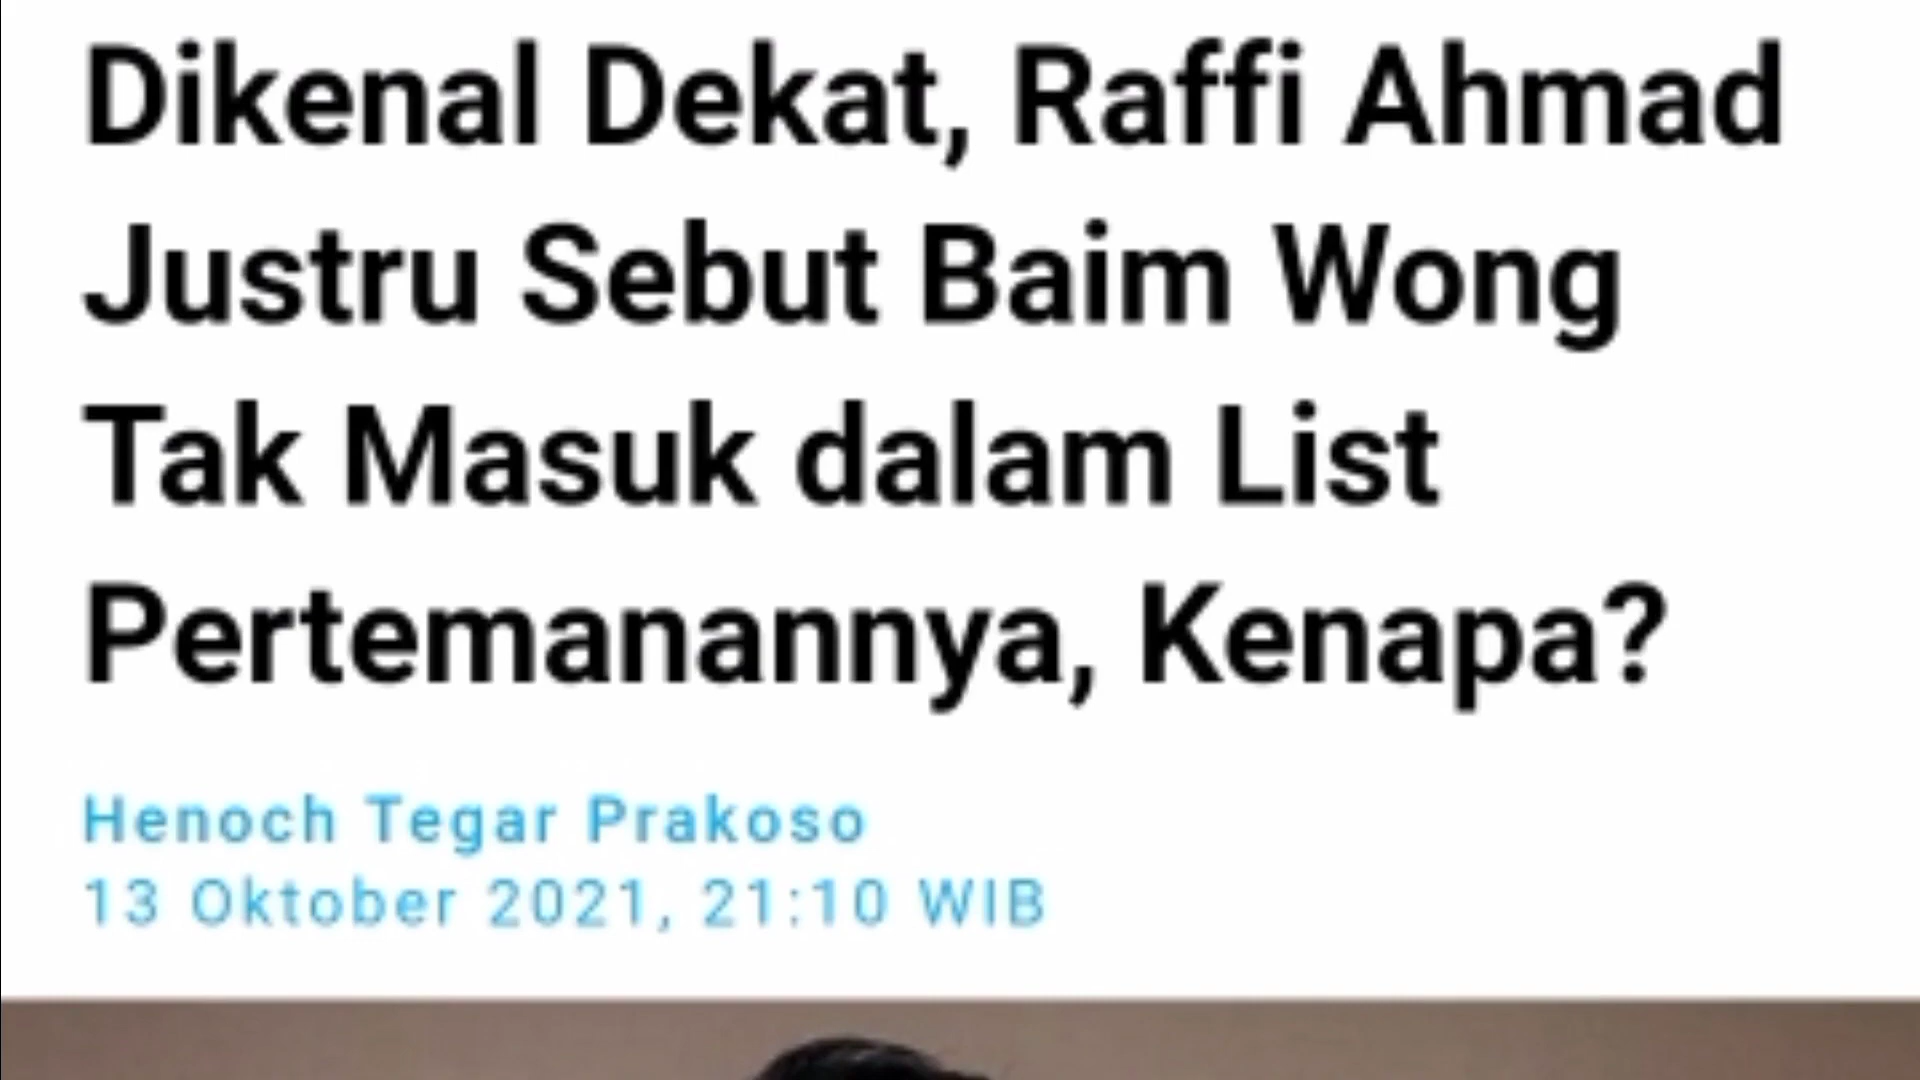 Dikenal Dekat, Raffi Ahmad
Justru Sebut Baim Wong
Tak Masuk dalam List
Pertemanannya, Kenapa?
Henoch Tegar Prakoso
13 Oktober 2021, 21:10 WIB